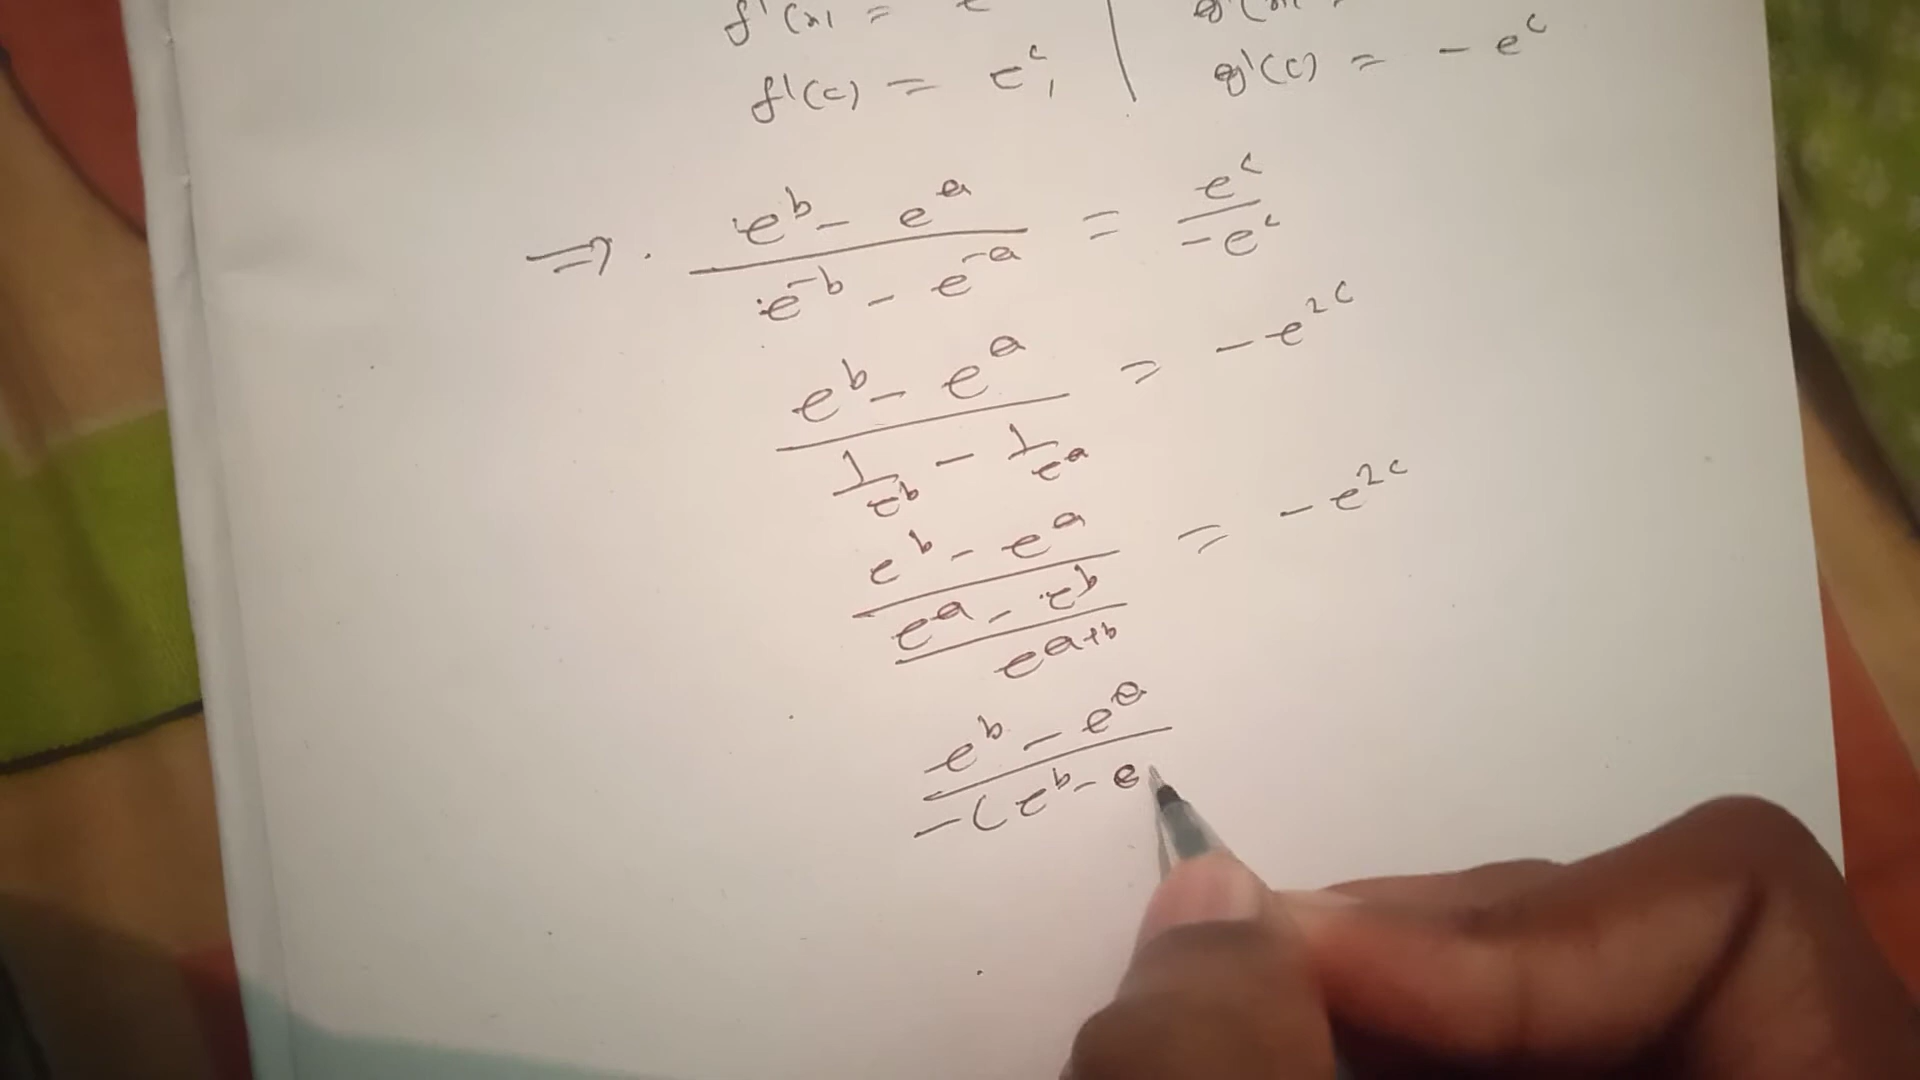 f'(x) = e | g'(x) =
f'(c) = e^c, | g'(c) = - e^c
⇒ (e^b - e^a)/(e^-b - e^-a) = e^c/(-e^c)
(e^b - e^a)/(1/e^b - 1/e^a) = - e^2c
(e^b - e^a)/((e^a - e^b)/e^a+b) = - e^2c
(e^b - e^a)/(-(e^b - e